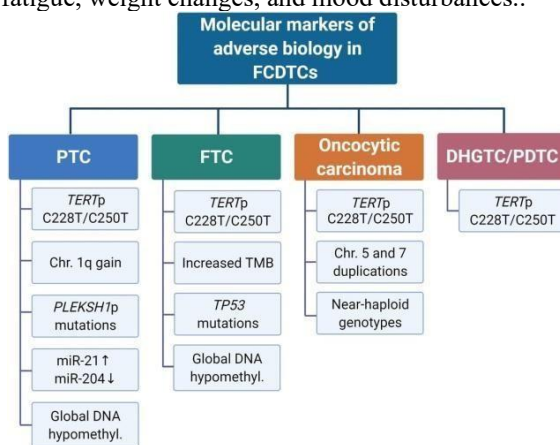 fatigue, weight changes, and mood disturbances..
Molecular markers of
adverse biology in
FCDTCs
PTC
TERTp
C228T/C250T
Chr. 1q gain
PLEKSH1p
mutations
miR-21↑
miR-204↓
Global DNA
hypomethyl.
FTC
TERTp
C228T/C250T
Increased TMB
TP53
mutations
Global DNA
hypomethyl.
Oncocytic
carcinoma
TERTp
C228T/C250T
Chr. 5 and 7
duplications
Near-haploid
genotypes
DHGTC/PDTC
TERTp
C228T/C250T